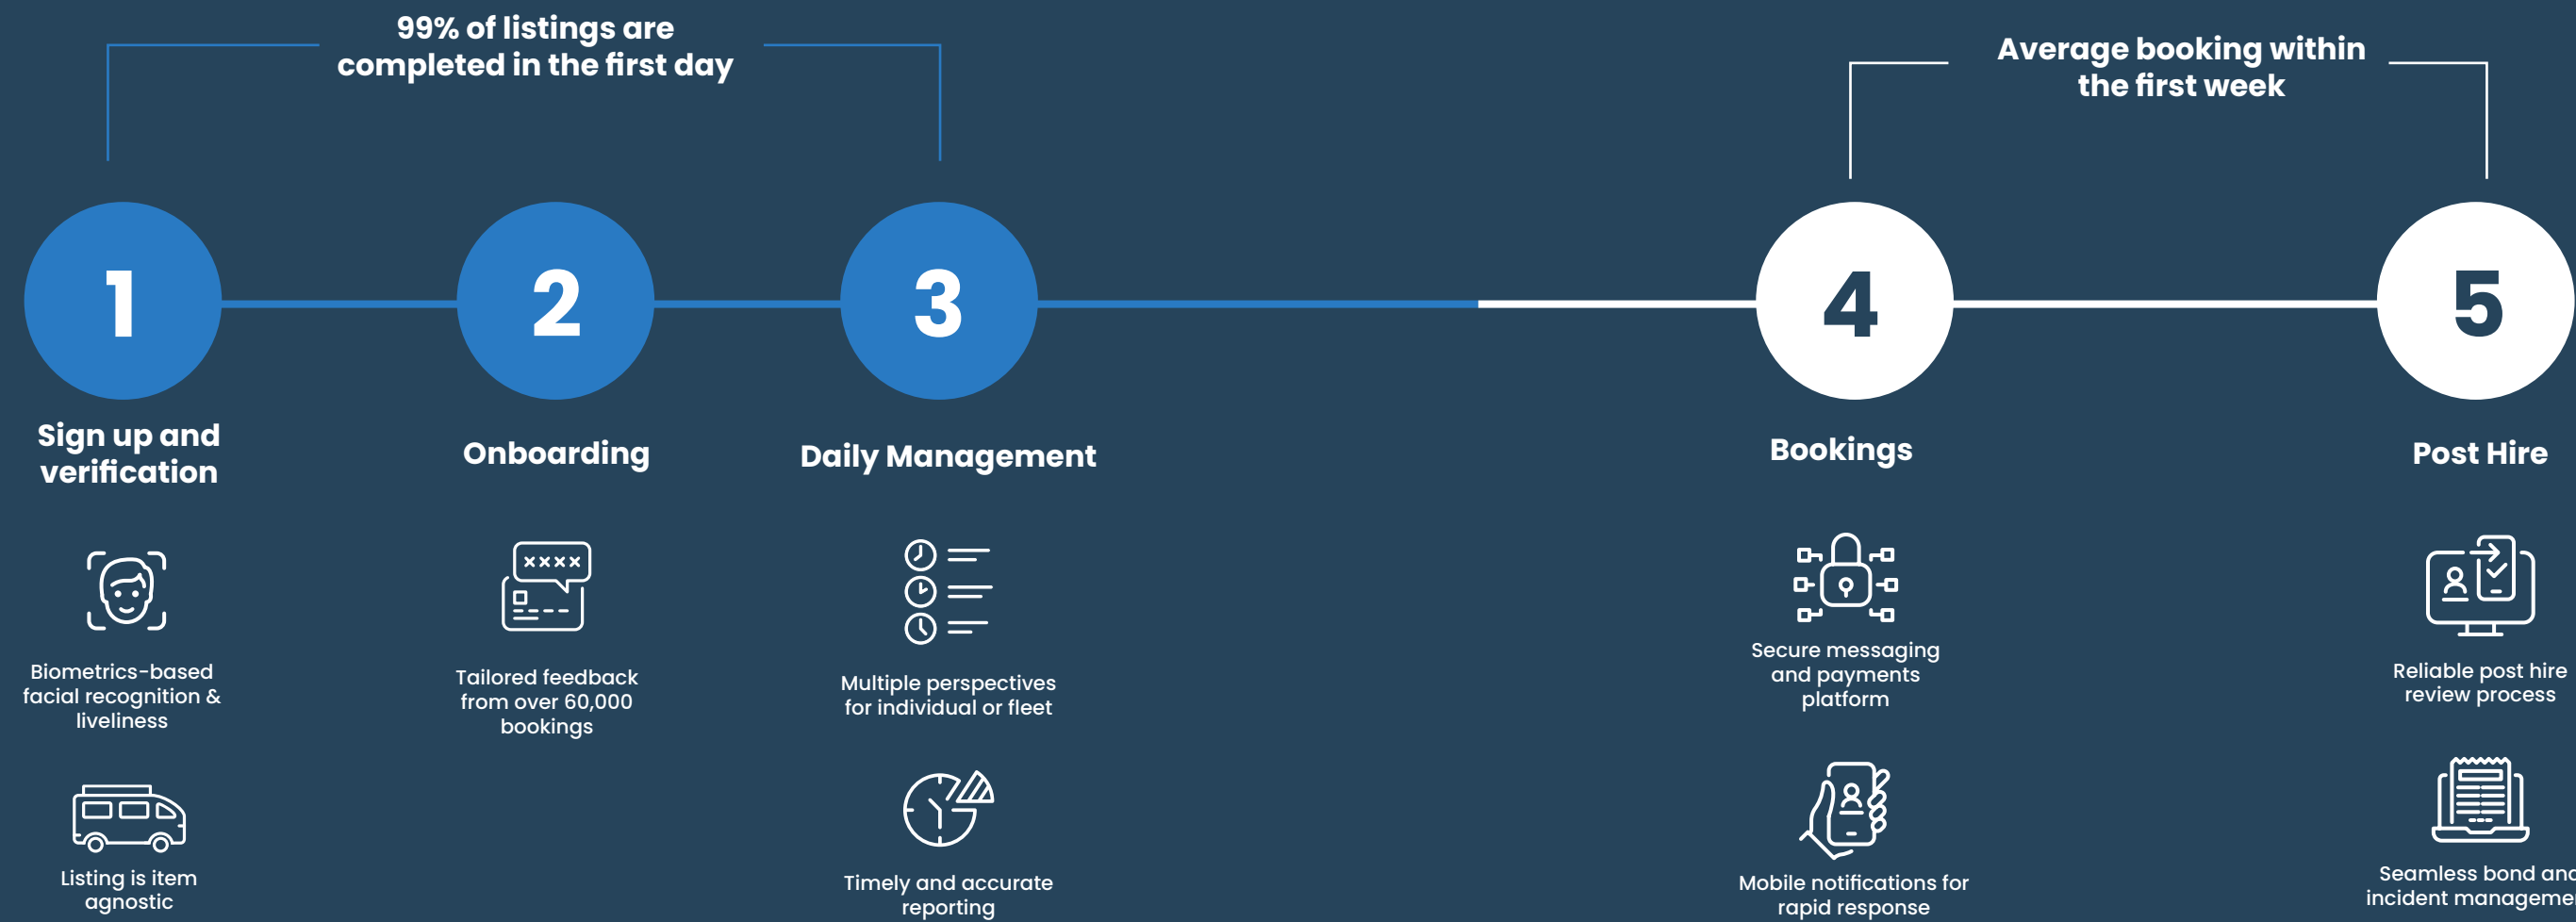 99% of listings are
completed in the first day
Average booking within
the first week
1
2
3
4
5
Sign up and
verification
Onboarding
Daily Management
Bookings
Post Hire
xxxx
Biometrics-based
facial recognition &
liveliness
Tailored feedback
from over 60,000
bookings
Multiple perspectives
for individual or fleet
Secure messaging
and payments
platform
Reliable post hire
review process
Listing is item
agnostic
Timely and accurate
reporting
Mobile notifications for
rapid response
Seamless bond
incident